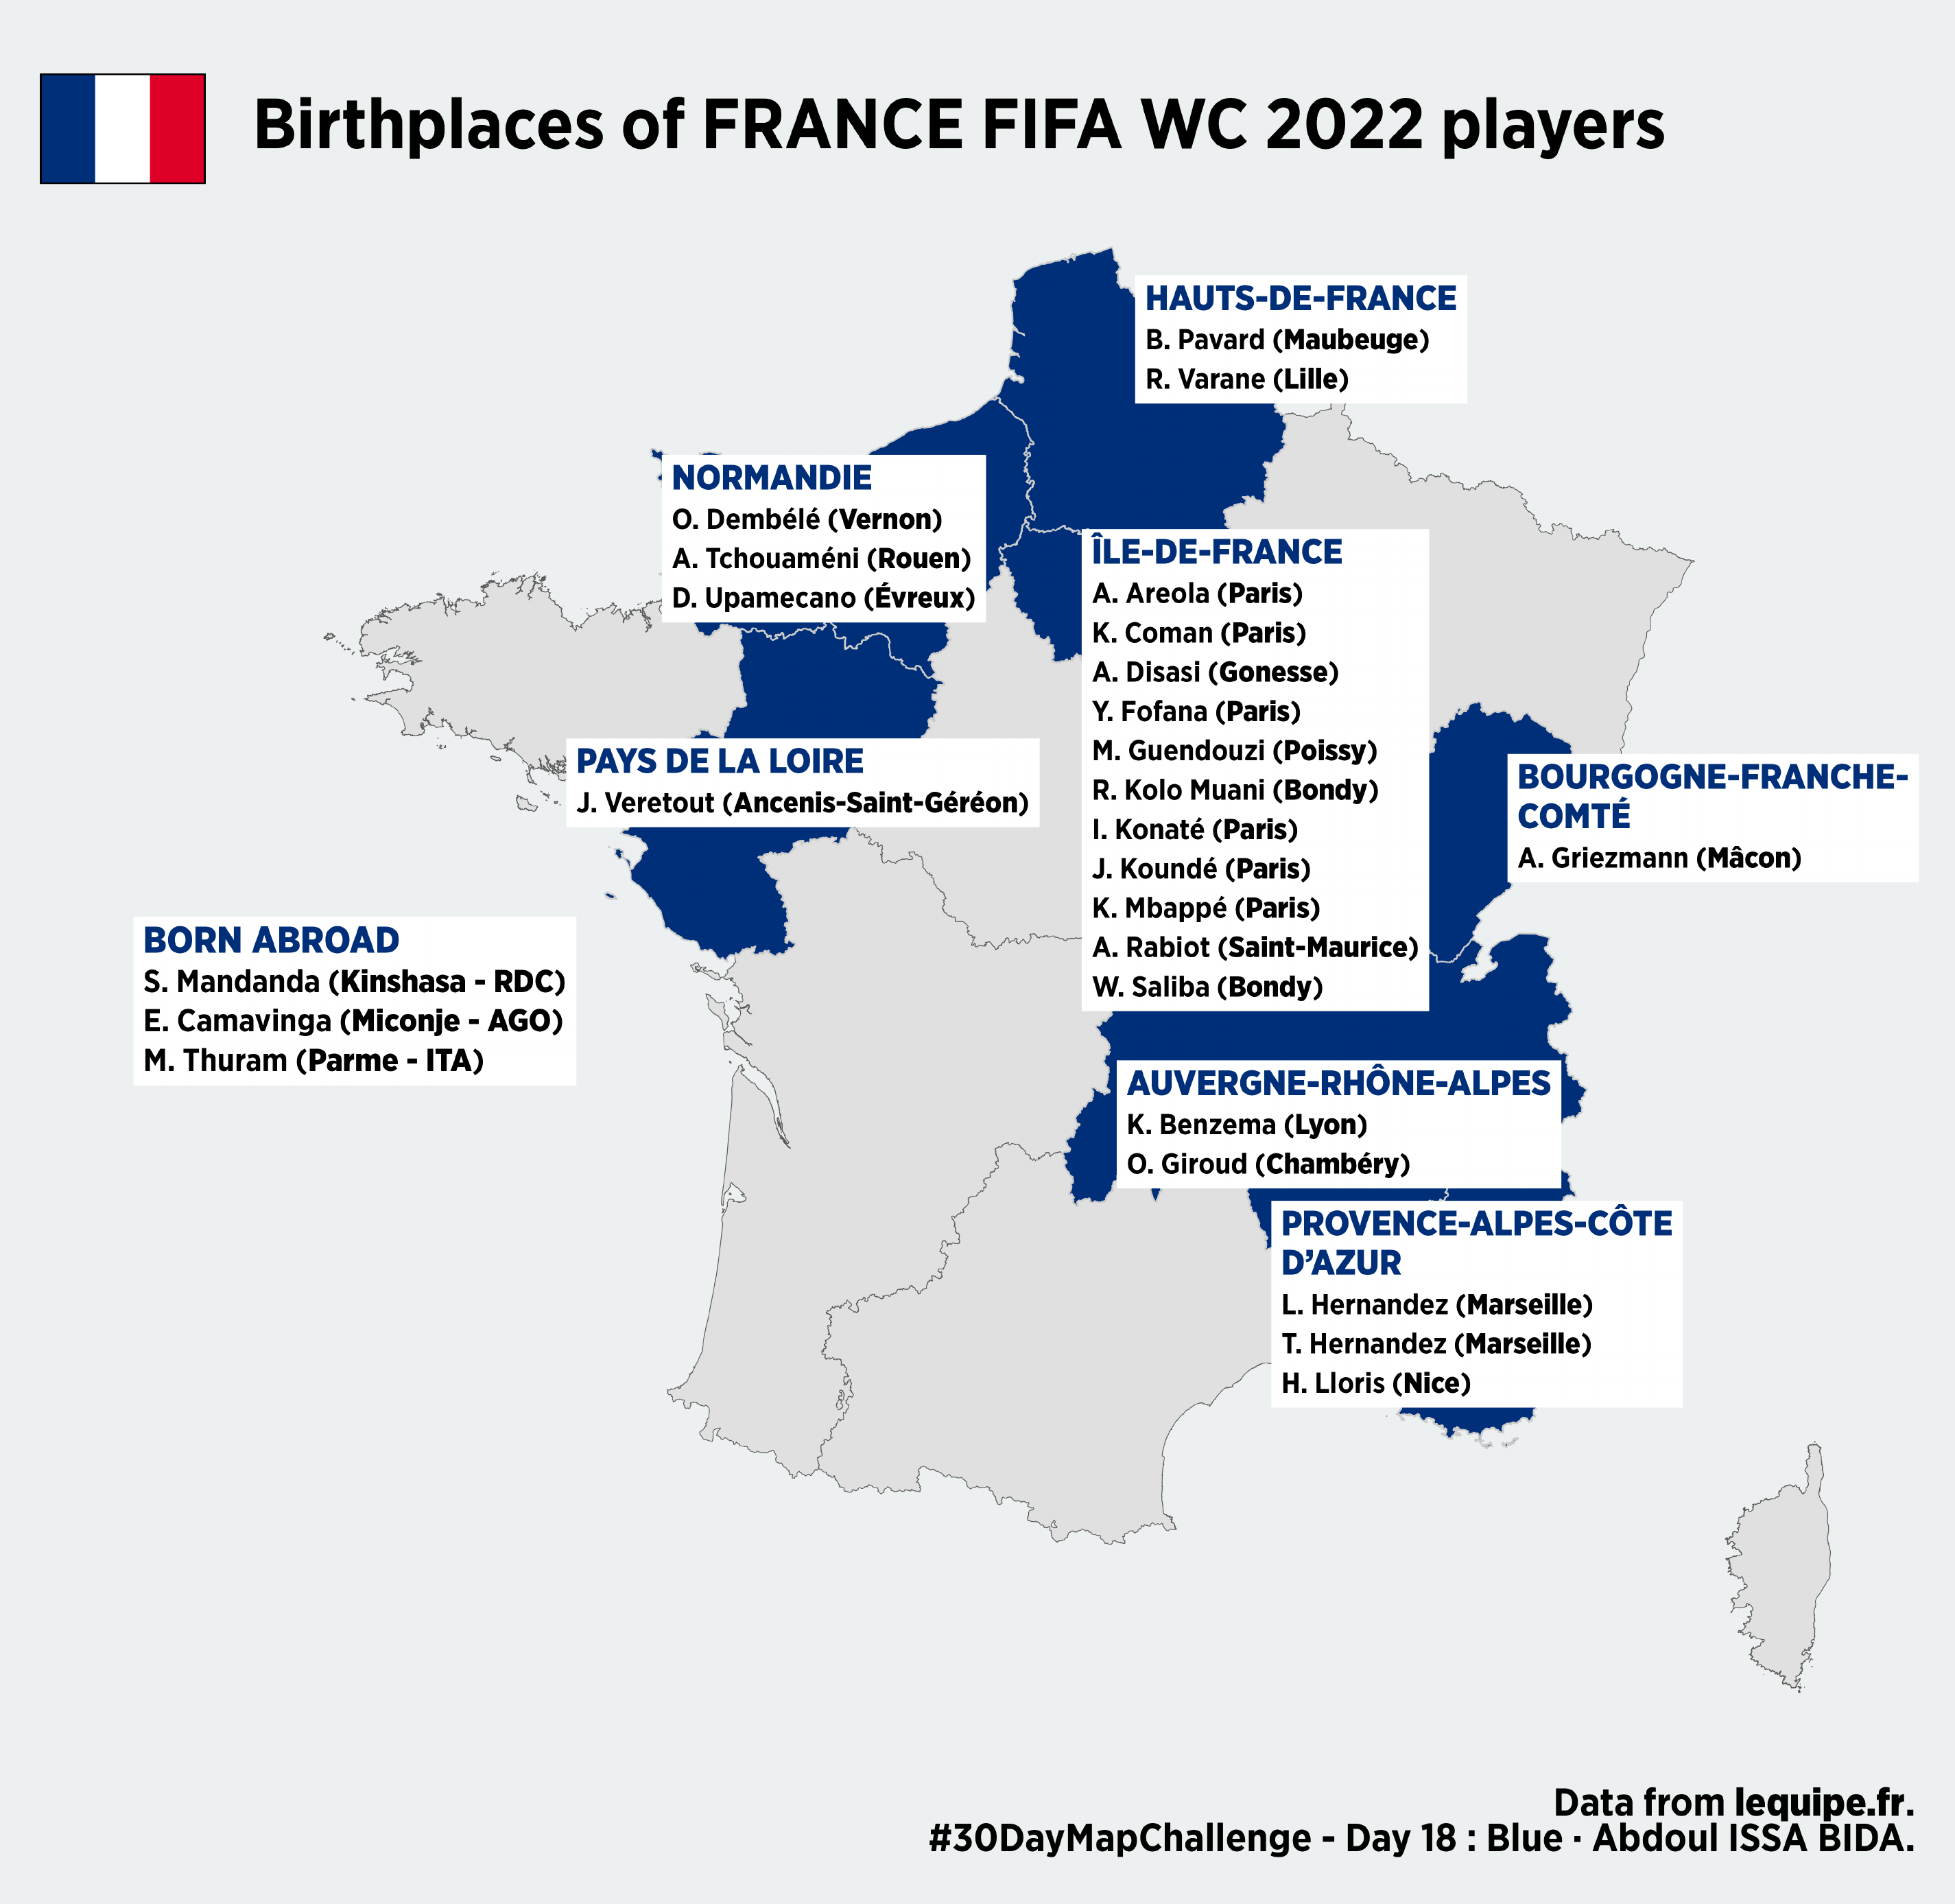 Birthplaces of FRANCE FIFA WC 2022 players
HAUTS-DE-FRANCE
B. Pavard (Maubeuge)
R. Varane (Lille)
NORMANDIE
O. Dembélé (Vernon)
A. Tchouaméni (Rouen)
D. Upamecano (Évreux)
ÎLE-DE-FRANCE
A. Areola (Paris)
K. Coman (Paris)
A. Disasi (Gonesse)
Y. Fofana (Paris)
M. Guendouzi (Poissy)
R. Kolo Muani (Bondy)
I. Konaté (Paris)
J. Koundé (Paris)
K. Mbappé (Paris)
A. Rabiot (Saint-Maurice)
W. Saliba (Bondy)
PAYS DE LA LOIRE
J. Veretout (Ancenis-Saint-Géréon)
BOURGOGNE-FRANCHE-
COMTÉ
A. Griezmann (Mâcon)
BORN ABROAD
S. Mandanda (Kinshasa - RDC)
E. Camavinga (Miconje - AGO)
M. Thuram (Parme - ITA)
AUVERGNE-RHÔNE-ALPES
K. Benzema (Lyon)
O. Giroud (Chambéry)
PROVENCE-ALPES-CÔTE
D’AZUR
L. Hernandez (Marseille)
T. Hernandez (Marseille)
H. Lloris (Nice)
Data from lequipe.fr.
#30DayMapChallenge - Day 18 : Blue · Abdoul ISSA BIDA.